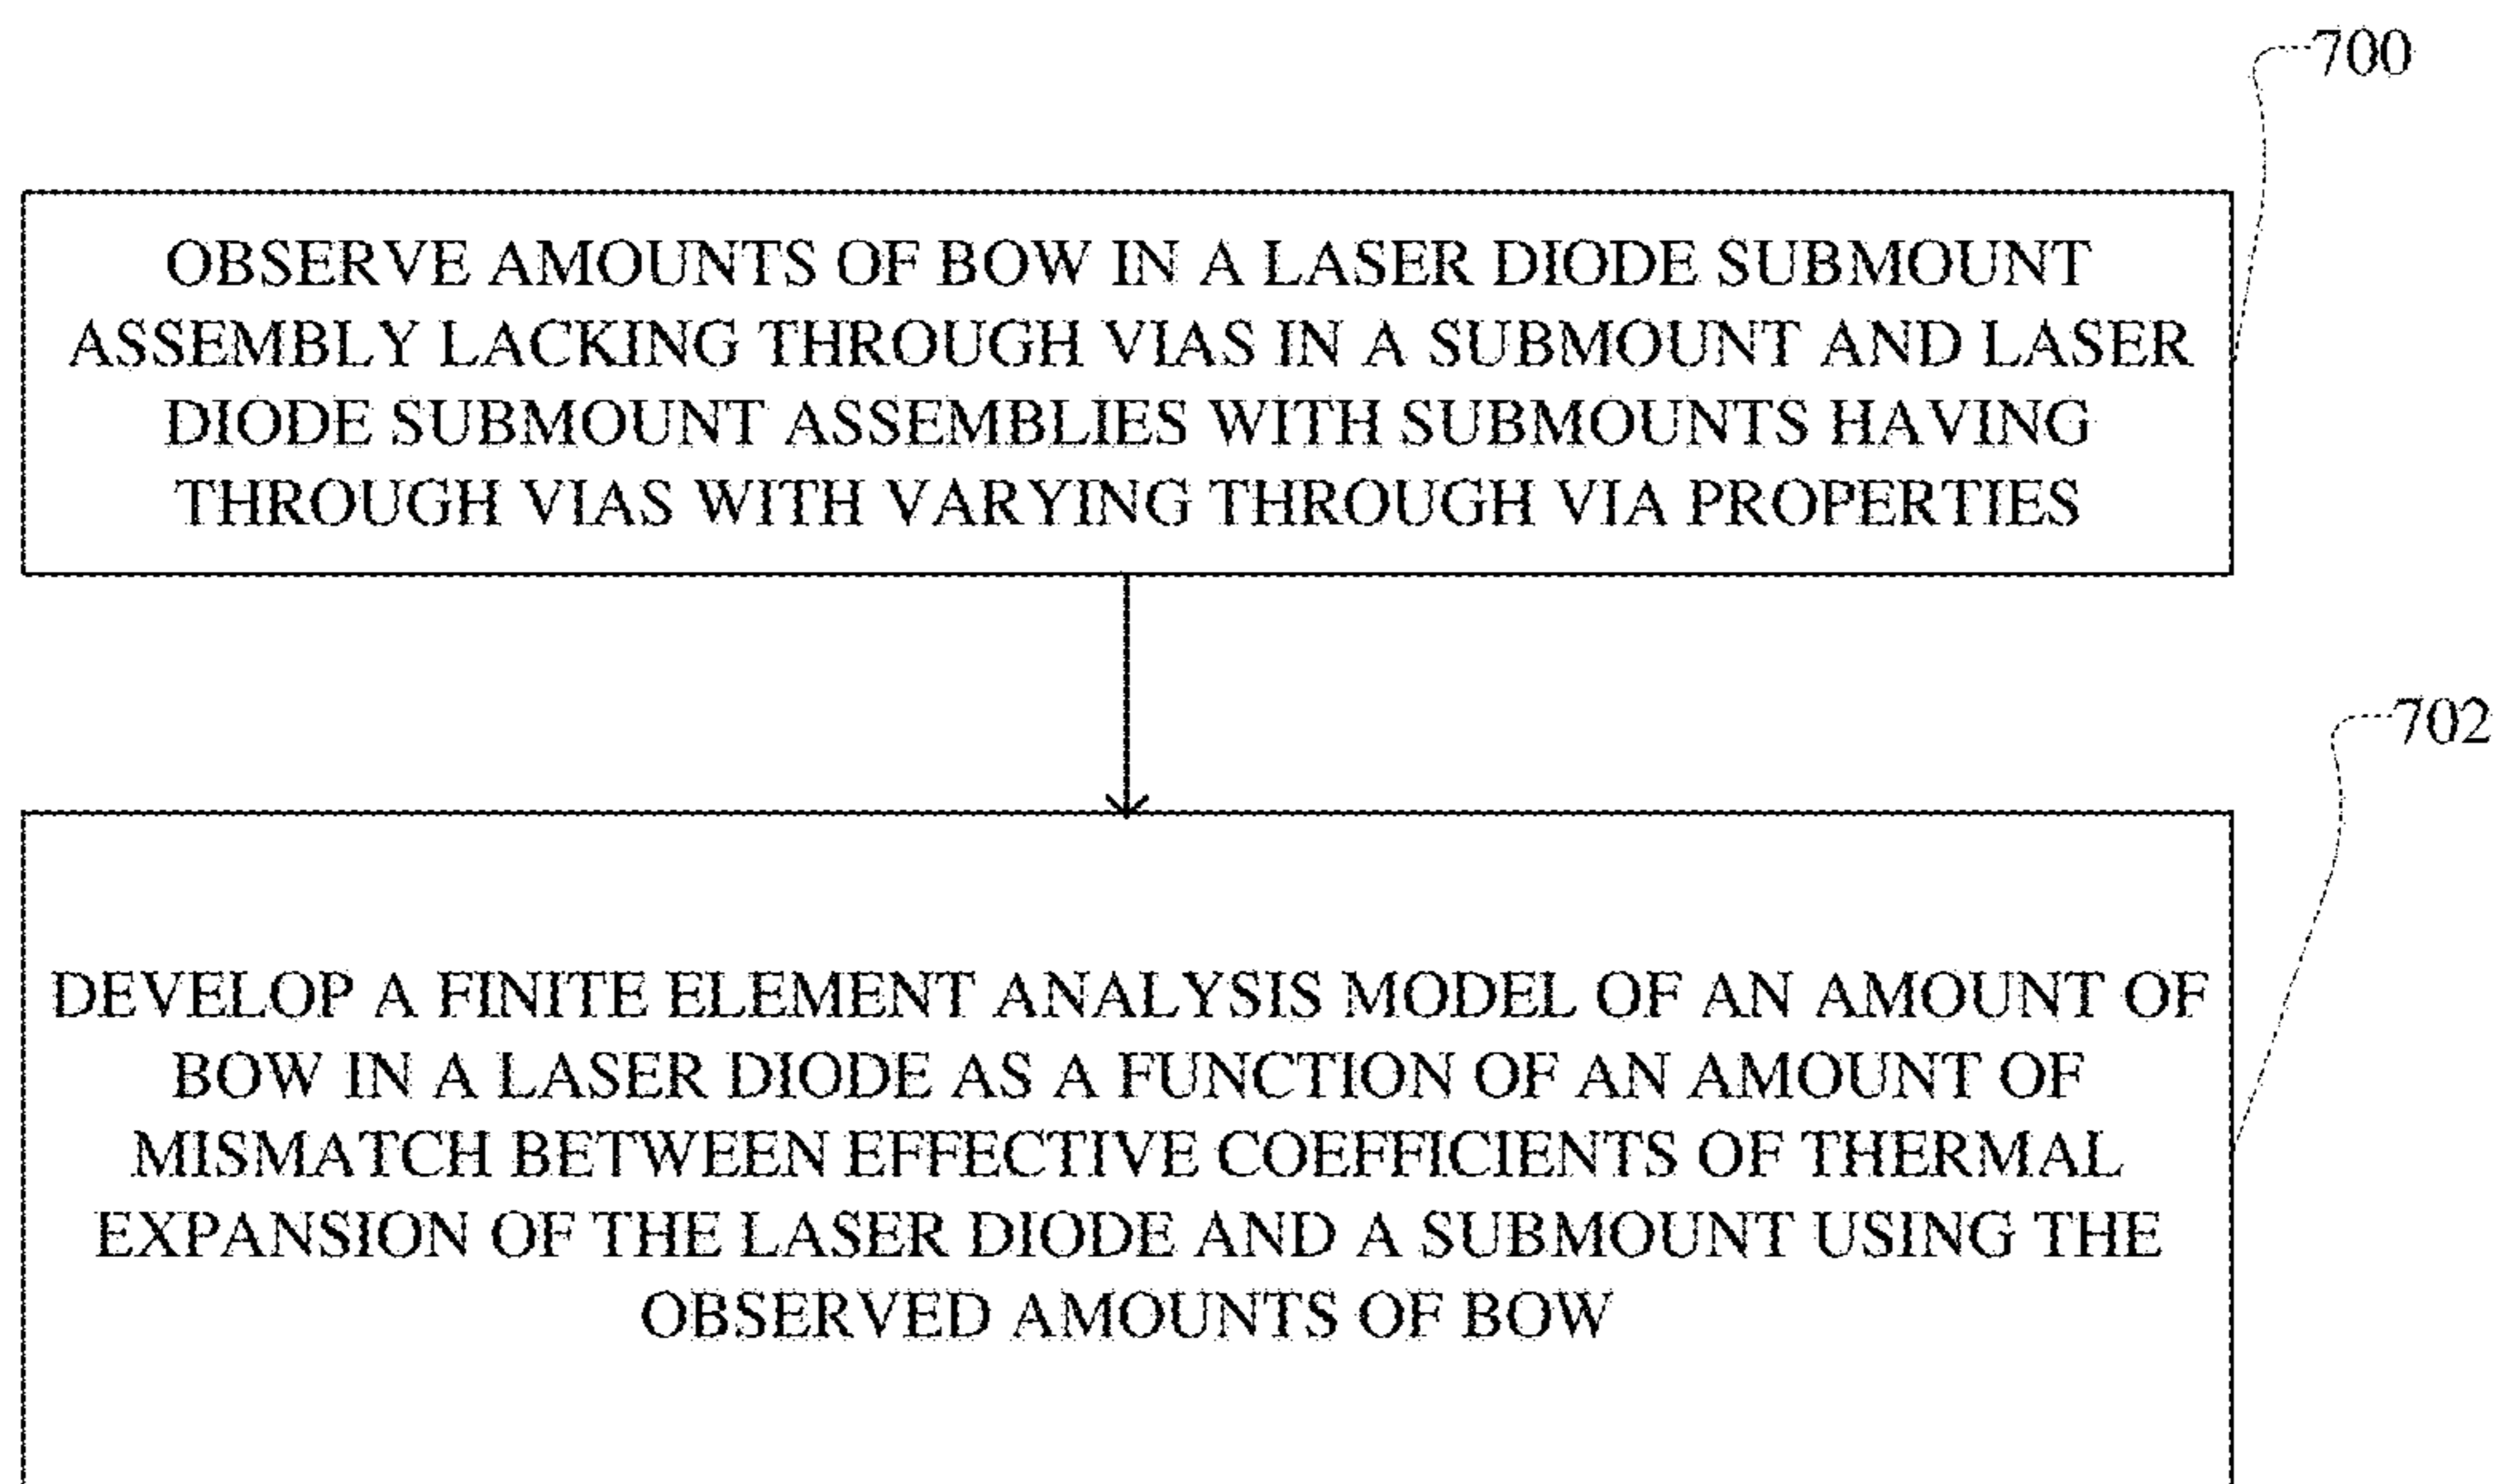 700
OBSERVE AMOUNTS OF BOW IN A LASER DIODE SUBMOUNT
ASSEMBLY LACKING THROUGH VIAS IN A SUBMOUNT AND LASER
DIODE SUBMOUNT ASSEMBLIES WITH SUBMOUNTS HAVING
THROUGH VIAS WITH VARYING THROUGH VIA PROPERTIES
702
DEVELOP A FINITE ELEMENT ANALYSIS MODEL OF AN AMOUNT OF
BOW IN A LASER DIODE AS A FUNCTION OF AN AMOUNT OF
MISMATCH BETWEEN EFFECTIVE COEFFICIENTS OF THERMAL
EXPANSION OF THE LASER DIODE AND A SUBMOUNT USING THE
OBSERVED AMOUNTS OF BOW